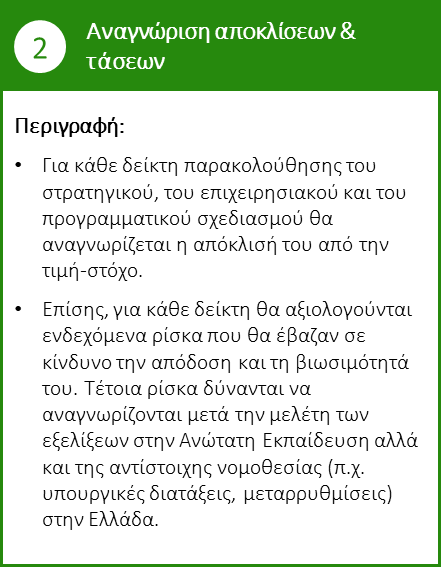 2
Αναγνώριση αποκλίσεων &
τάσεων
Περιγραφή:
• Για κάθε δείκτη παρακολούθησης του
στρατηγικού, του επιχειρησιακού και του
προγραμματικού σχεδιασμού θα
αναγνωρίζεται η απόκλισή του από την
τιμή-στόχο.
• Επίσης, για κάθε δείκτη θα αξιολογούνται
ενδεχόμενα ρίσκα που θα έβαζαν σε
κίνδυνο την απόδοση και τη βιωσιμότητά
του. Τέτοια ρίσκα δύνανται να
αναγνωρίζονται μετά την μελέτη των
εξελίξεων στην Ανώτατη Εκπαίδευση αλλά
και της αντίστοιχης νομοθεσίας (π.χ.
υπουργικές διατάξεις, μεταρρυθμίσεις)
στην Ελλάδα.